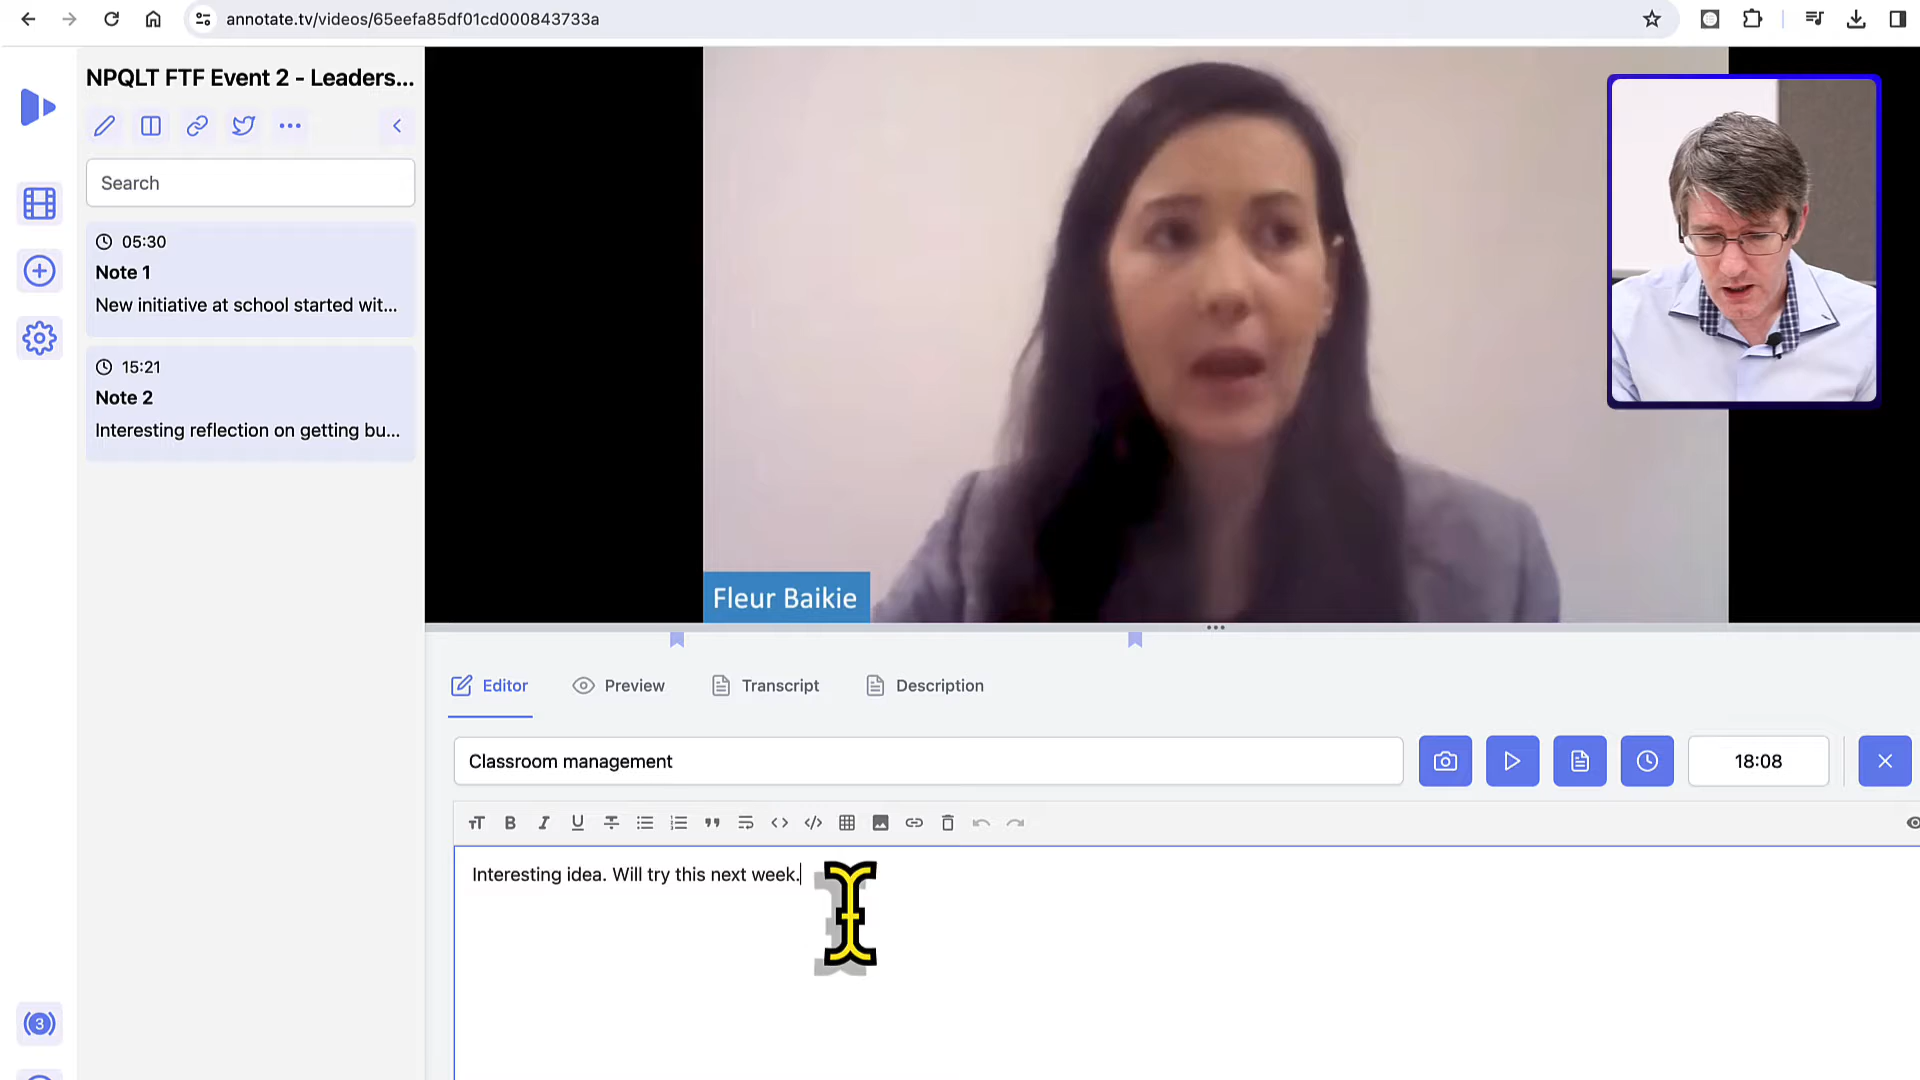 annotate.tv/videos/65eefa85df01cd000843733a
NPQLT FTF Event 2 - Leaders...
Search
05:30
Note 1
New initiative at school started wit...
15:21
Note 2
Interesting reflection on getting bu...
3
Fleur Baikie
Editor
Preview
Transcript
Description
Classroom management
18:08
Interesting idea. Will try this next week.